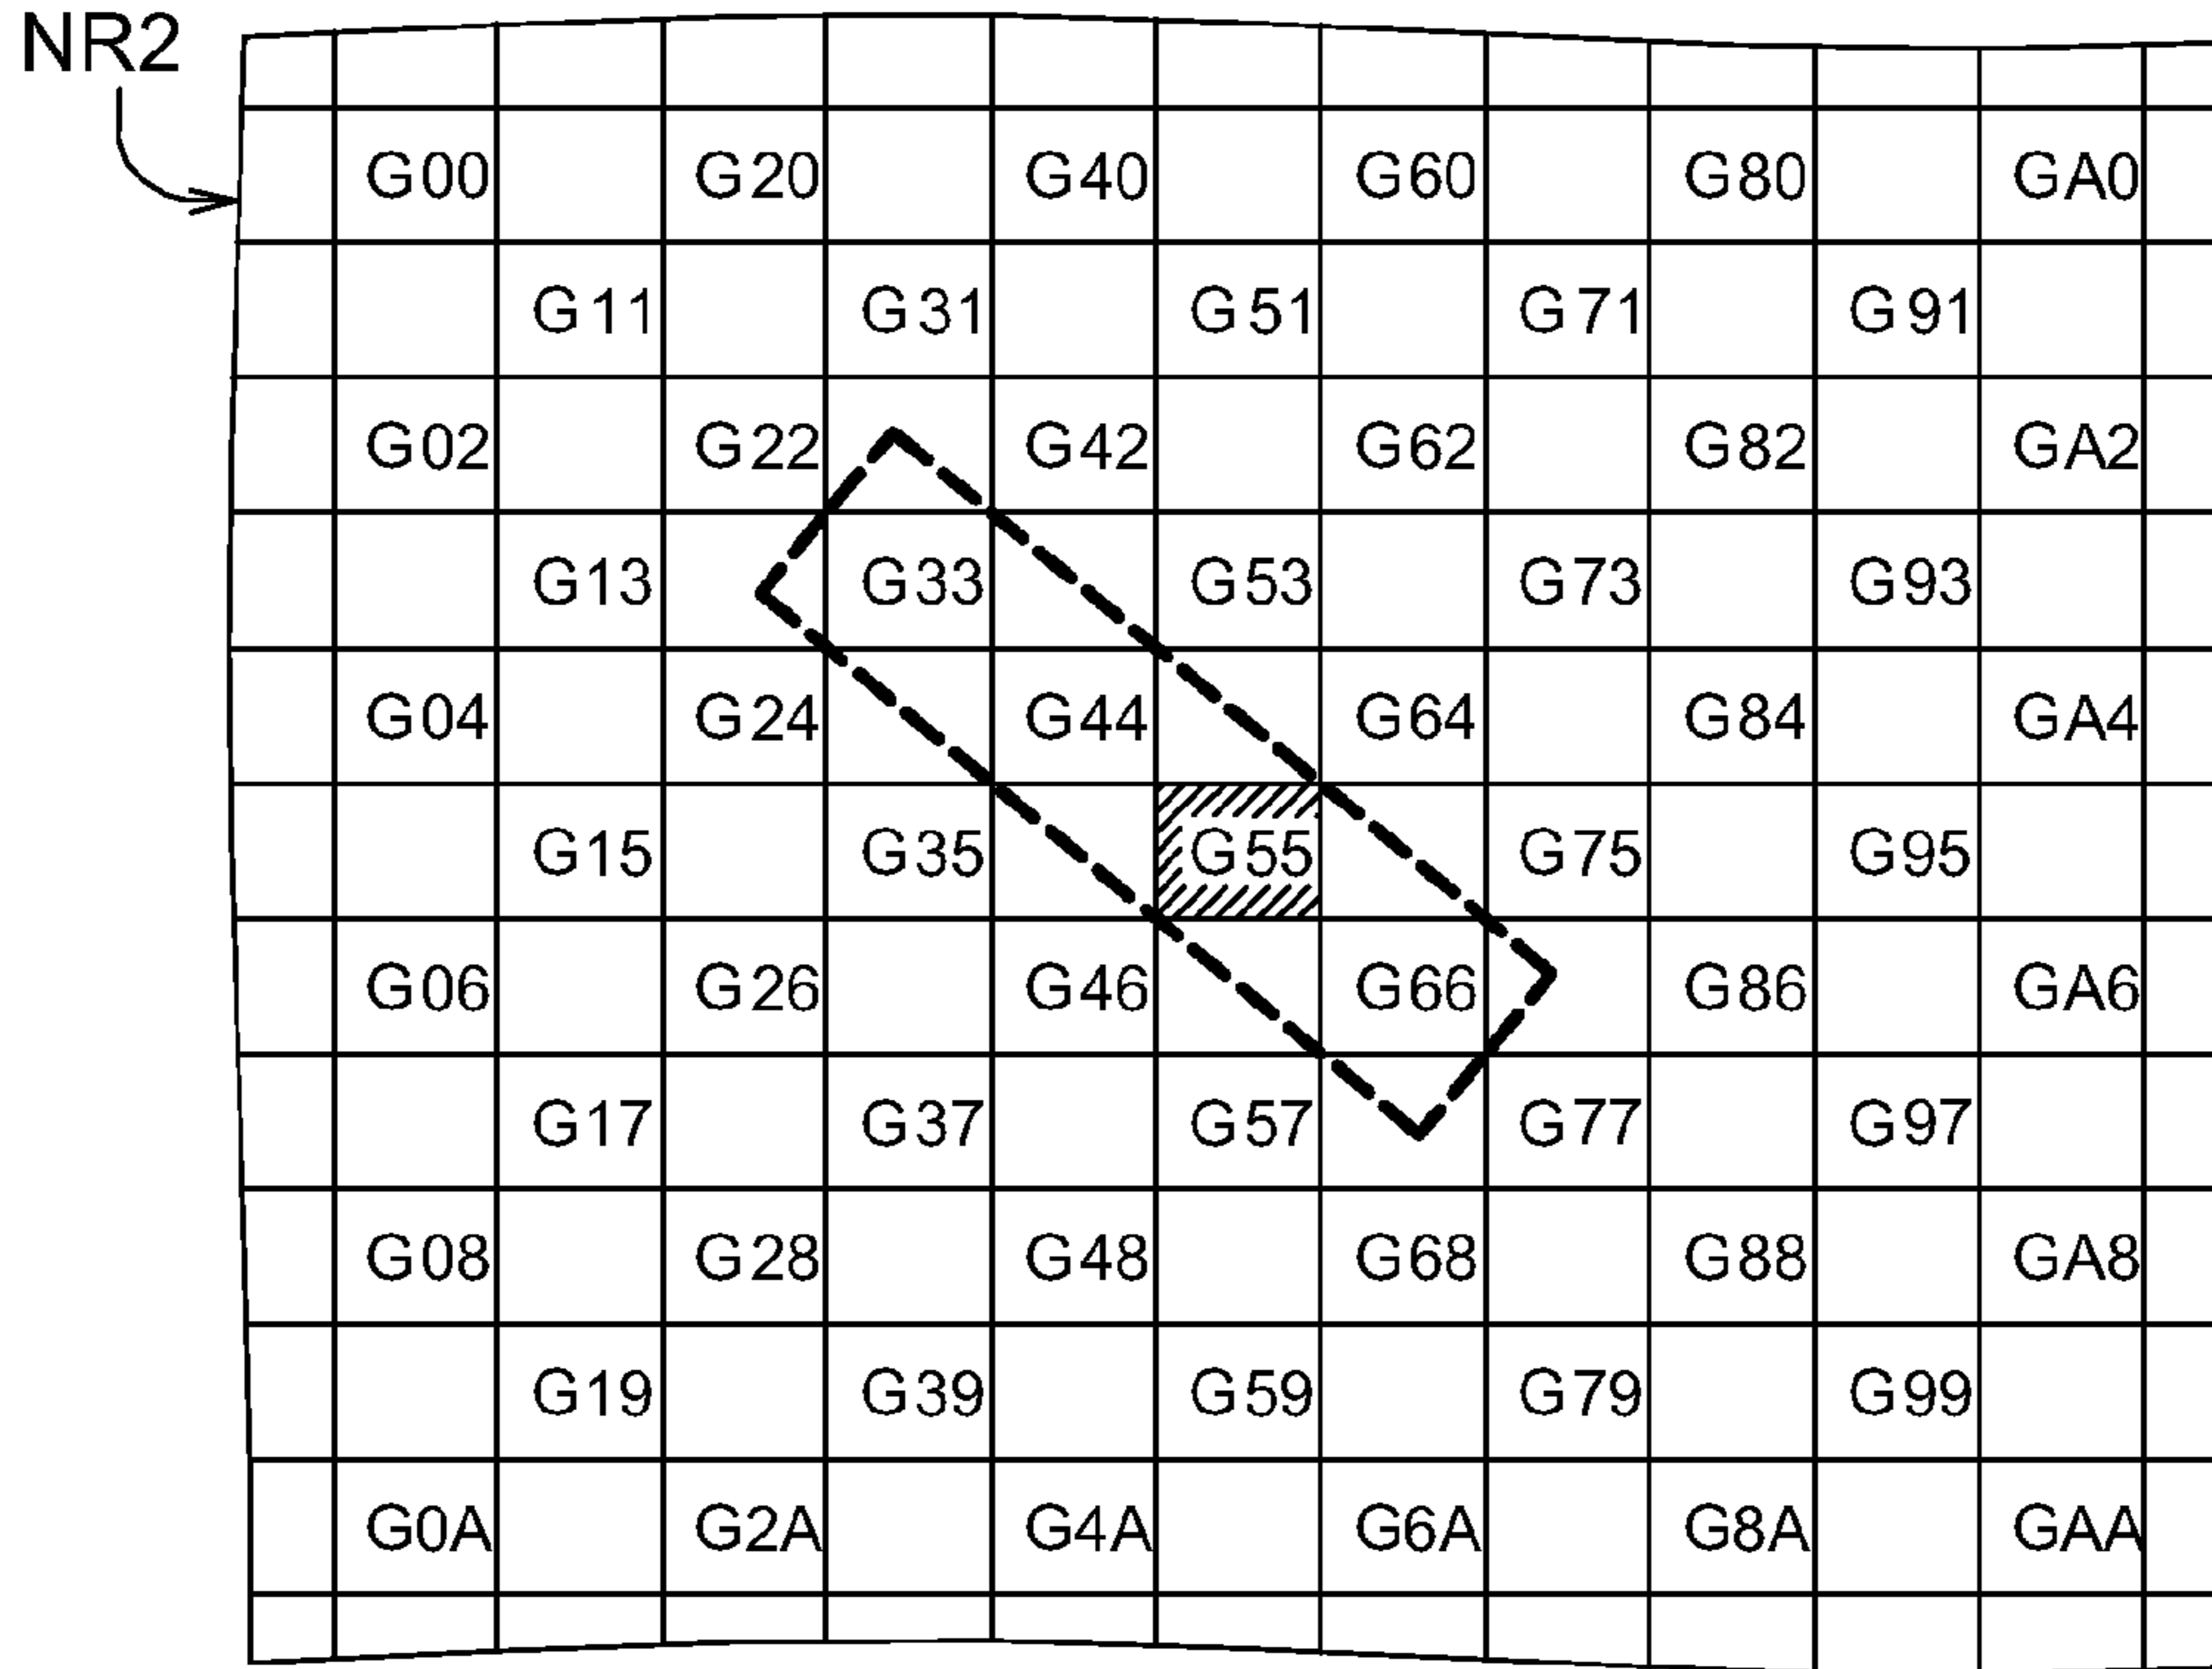 NR2
G00 G20 G40 G60 G80 GA0
G11 G31 G51 G71 G91
G02 G22 G42 G62 G82 GA2
G13 G33 G53 G73 G93
G04 G24 G44 G64 G84 GA4
G15 G35 G55 G75 G95
G06 G26 G46 G66 G86 GA6
G17 G37 G57 G77 G97
G08 G28 G48 G68 G88 GA8
G19 G39 G59 G79 G99
G0A G2A G4A G6A G8A GAA